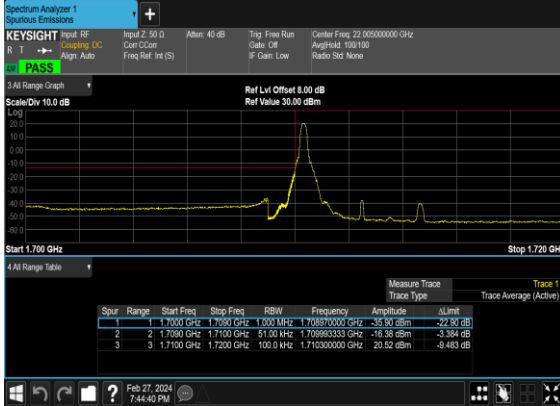 Spectrum Analyzer 1
Spurious Emissions
+
KEYSIGHT Input: RF Input Z: 50 Ω Atten: 40 dB Trig: Free Run Center Freq: 22.005000000 GHz
R T Coupling: DC Corr CCorr Gate: Off Avg|Hold: 100/100
Align: Auto Freq Ref: Int (S) IF Gain: Low Radio Std: None
LXI PASS
3.All Range Graph
Ref Lvl Offset 8.00 dB
Scale/Div 10.0 dB Ref Value 30.00 dBm
Log
20.0
10.0
0.00
-10.0
-20.0
-30.0
-40.0
-50.0
-60.0
Start 1.700 GHz Stop 1.720 GH
4.All Range Table
Measure Trace Trace 1
Trace Type Trace Average (Active)
Spur Range Start Freq Stop Freq RBW Frequency Amplitude ΔLimit
1 1 1.7000 GHz 1.7090 GHz 1.000 MHz 1.708970000 GHz -35.90 dBm -22.90 dB
2 2 1.7090 GHz 1.7100 GHz 51.00 kHz 1.709993333 GHz -16.38 dBm -3.384 dB
3 3 1.7100 GHz 1.7200 GHz 100.0 kHz 1.710300000 GHz 20.52 dBm -9.483 dB
? Feb 27, 2024
7:44:40 PM